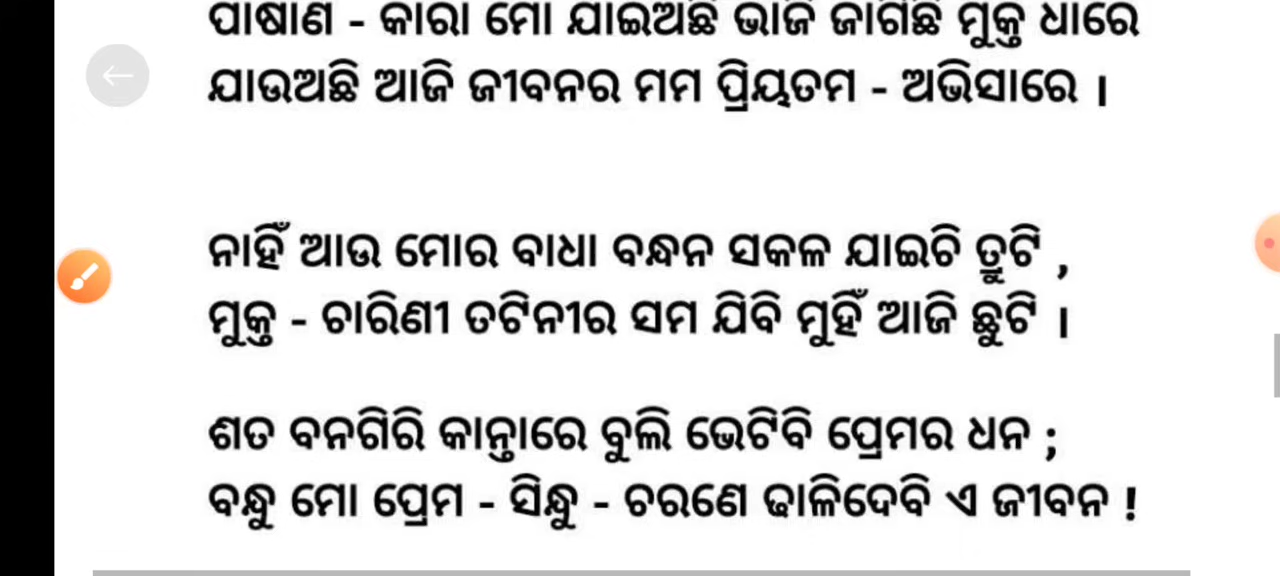 ପାଷାଣ - କାରା ମୋ ଯାଇଅଛି ଭାଜି ଜାଗିଛି ମୁକ୍ତ ଧାରେ
ଯାଉଅଛି ଆଜି ଜୀବନର ମମ ପ୍ରିୟତମ - ଅଭିସାରେ ।
ନାହିଁ ଆଉ ମୋର ବାଧା ବନ୍ଧନ ସକଳ ଯାଇଚି ତ୍ରୁଟି ,
ମୁକ୍ତ - ଚାରିଣୀ ତଟିନୀର ସମ ଯିବି ମୁହିଁ ଆଜି ଛୁଟି ।
ଶତ ବନଗିରି କାନ୍ତାରେ ବୁଲି ଭେଟିବି ପ୍ରେମର ଧନ ;
ବନ୍ଧୁ ମୋ ପ୍ରେମ - ସିନ୍ଧୁ - ଚରଣେ ଢାଳିଦେବି ଏ ଜୀବନ !